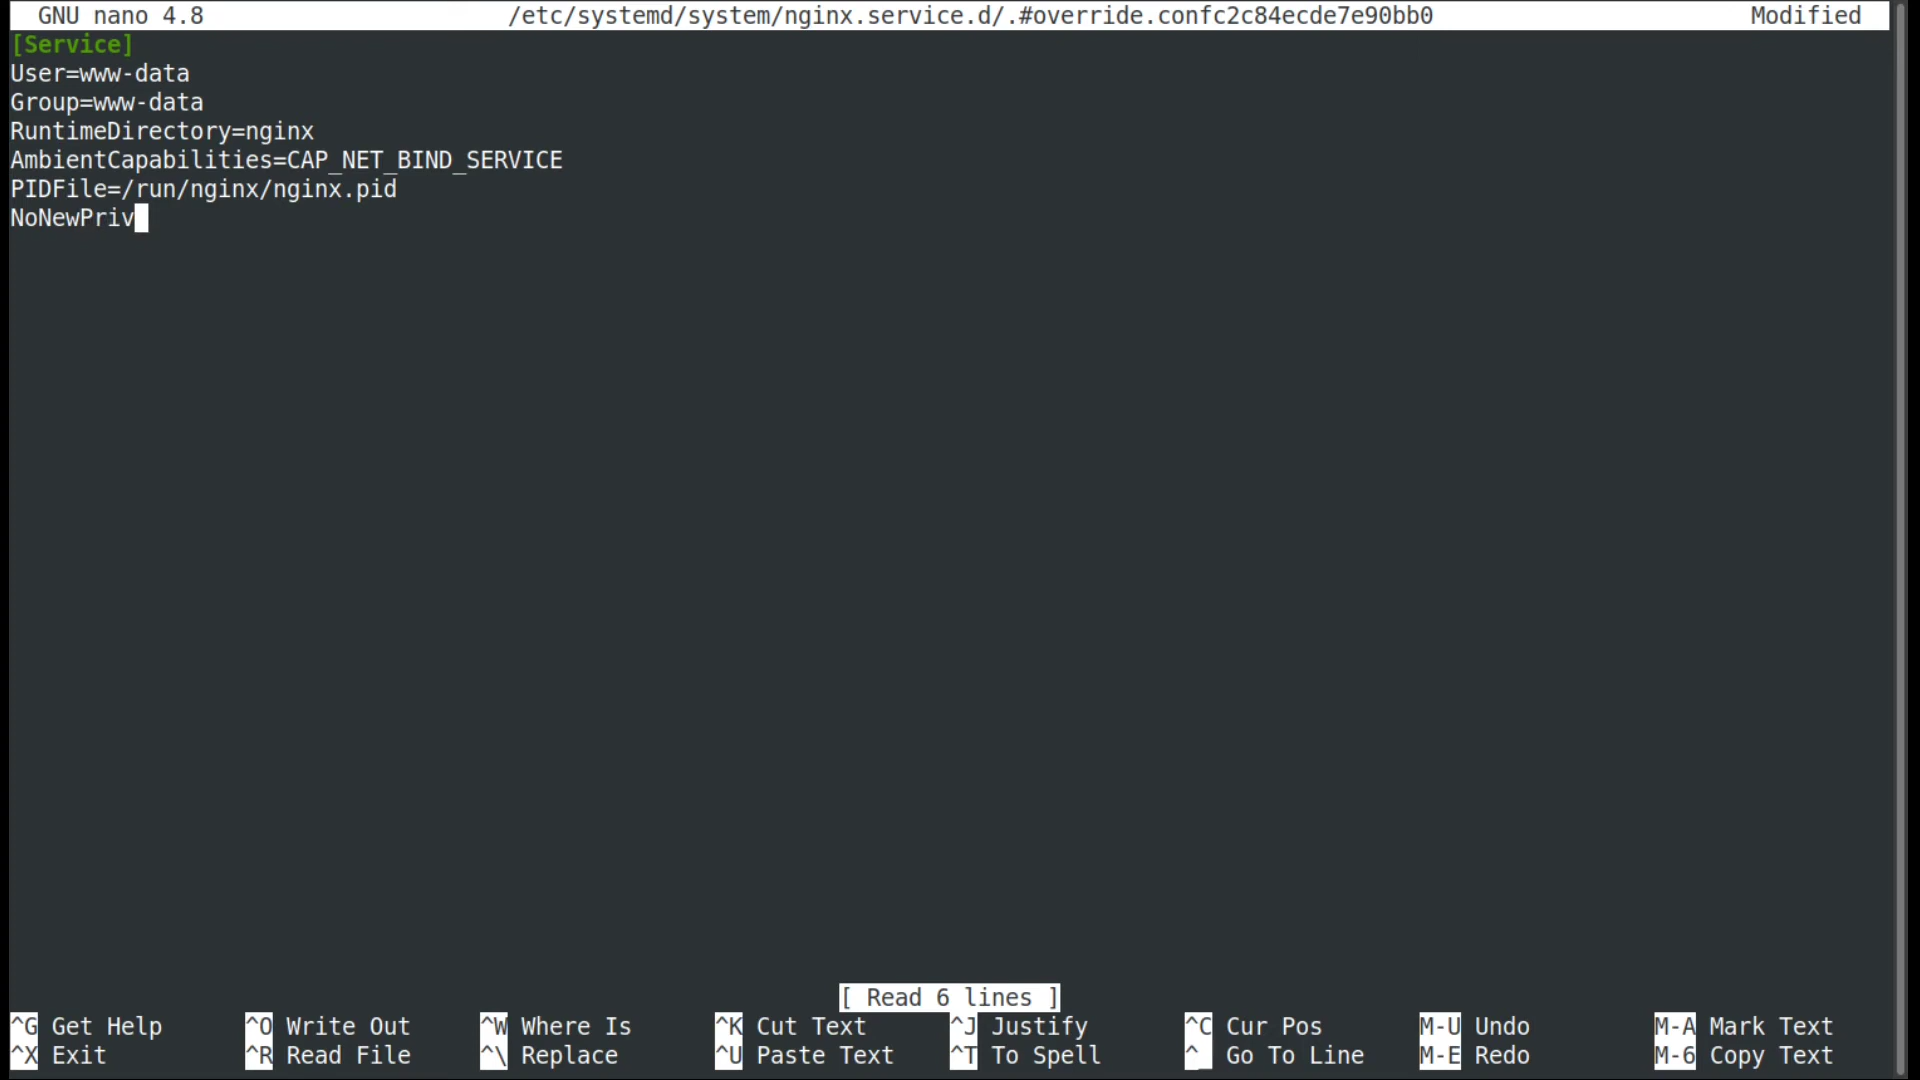 GNU nano 4.8 /etc/systemd/system/nginx.service.d/.#override.confc2c84ecde7e90bb0 Modified
[Service]
User=www-data
Group=www-data
RuntimeDirectory=nginx
AmbientCapabilities=CAP_NET_BIND_SERVICE
PIDFile=/run/nginx/nginx.pid
NoNewPriv
[ Read 6 lines ]
^G Get Help ^O Write Out ^W Where Is ^K Cut Text ^J Justify ^C Cur Pos M-U Undo M-A Mark Text
^X Exit ^R Read File ^\ Replace ^U Paste Text ^T To Spell ^_ Go To Line M-E Redo M-6 Copy Text